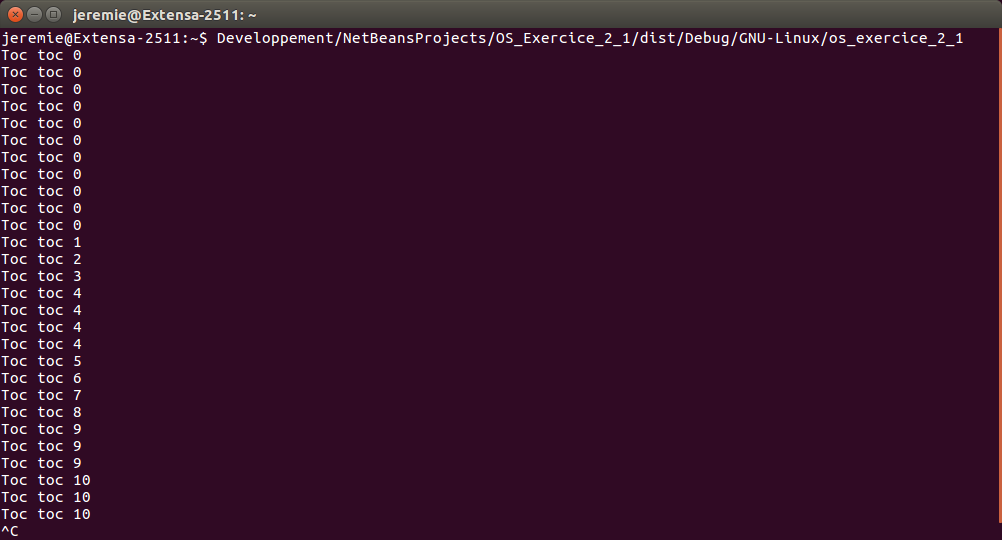 jeremie@Extensa-2511: ~
jeremie@Extensa-2511:~$ Developpement/NetBeansProjects/OS_Exercice_2_1/dist/Debug/GNU-Linux/os_exercice_2_1
Toc toc 0
Toc toc 0
Toc toc 0
Toc toc 0
Toc toc 0
Toc toc 0
Toc toc 0
Toc toc 0
Toc toc 0
Toc toc 0
Toc toc 0
Toc toc 1
Toc toc 2
Toc toc 3
Toc toc 4
Toc toc 4
Toc toc 4
Toc toc 4
Toc toc 5
Toc toc 6
Toc toc 7
Toc toc 8
Toc toc 9
Toc toc 9
Toc toc 9
Toc toc 10
Toc toc 10
Toc toc 10
^C